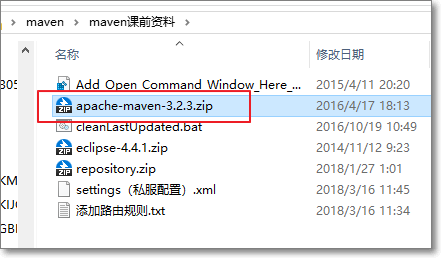 › maven › maven课前资料
名称 修改日期
Add_Open_Command_Window_Here_... 2015/4/11 20:20
apache-maven-3.2.3.zip 2016/4/17 18:13
cleanLastUpdated.bat 2016/10/19 10:49
eclipse-4.4.1.zip 2014/11/12 9:23
repository.zip 2018/1/27 1:01
settings（私服配置）.xml 2018/3/16 11:45
添加路由规则.txt 2018/3/16 11:34